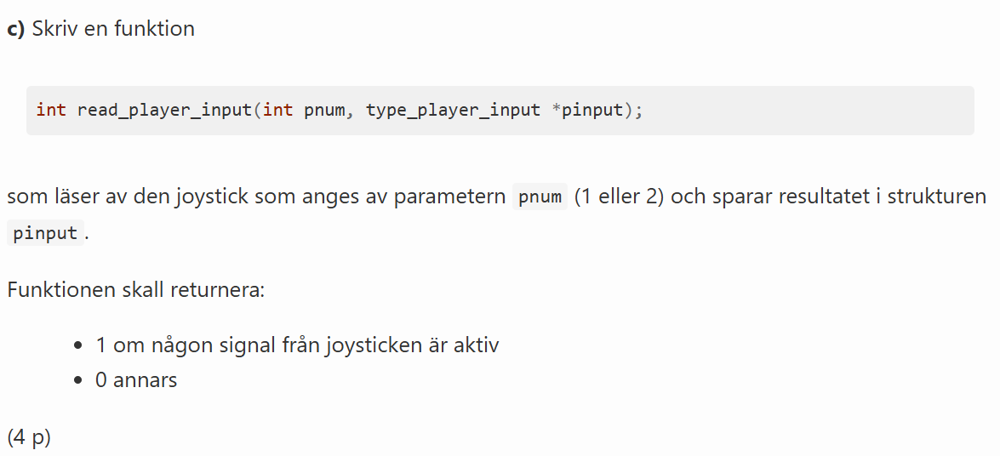 c) Skriv en funktion
int read_player_input(int pnum, type_player_input *pinput);
som läser av den joystick som anges av parametern pnum (1 eller 2) och sparar resultatet i strukturen
pinput.
Funktionen skall returnera:
• 1 om någon signal från joysticken är aktiv
• 0 annars
(4 p)